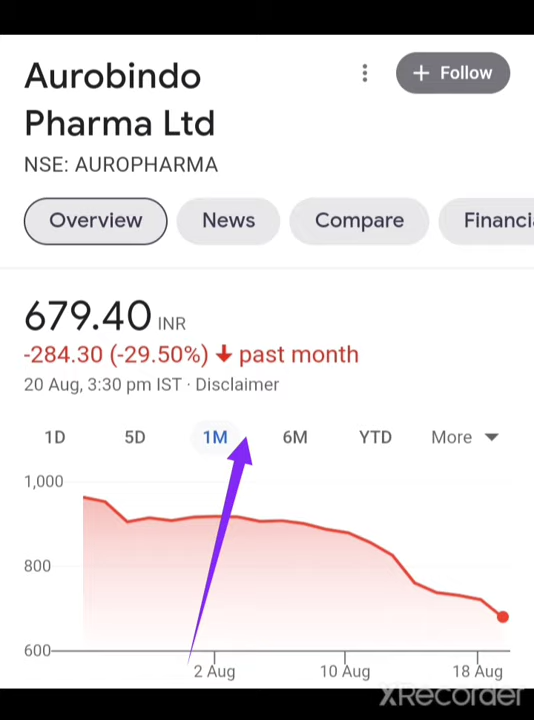 Aurobindo
Pharma Ltd
+ Follow
NSE: AUROPHARMA
Overview News Compare Financi
679.40 INR
-284.30 (-29.50%) ↓ past month
20 Aug, 3:30 pm IST · Disclaimer
1D 5D 1M 6M YTD More
1,000
800
600
2 Aug 10 Aug 18 Aug
XRecorder